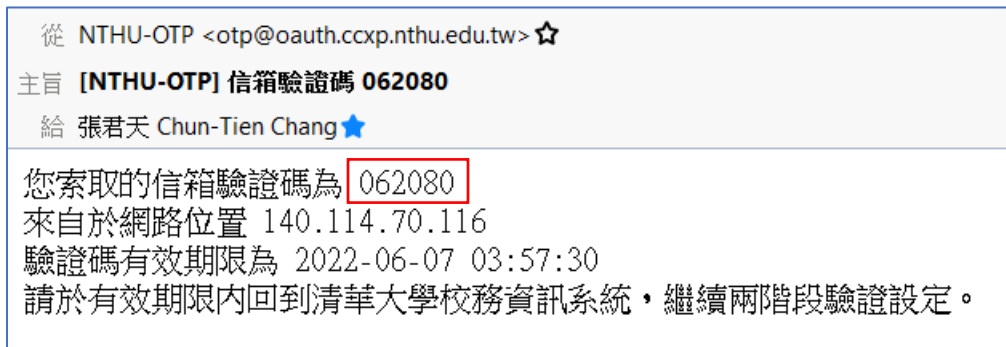 從 NTHU-OTP <otp@oauth.ccxp.nthu.edu.tw>
主旨 [NTHU-OTP] 信箱驗證碼 062080
給 張君天 Chun-Tien Chang
您索取的信箱驗證碼為 062080
來自於網路位置 140.114.70.116
驗證碼有效期限為 2022-06-07 03:57:30
請於有效期限內回到清華大學校務資訊系統，繼續兩階段驗證設定。